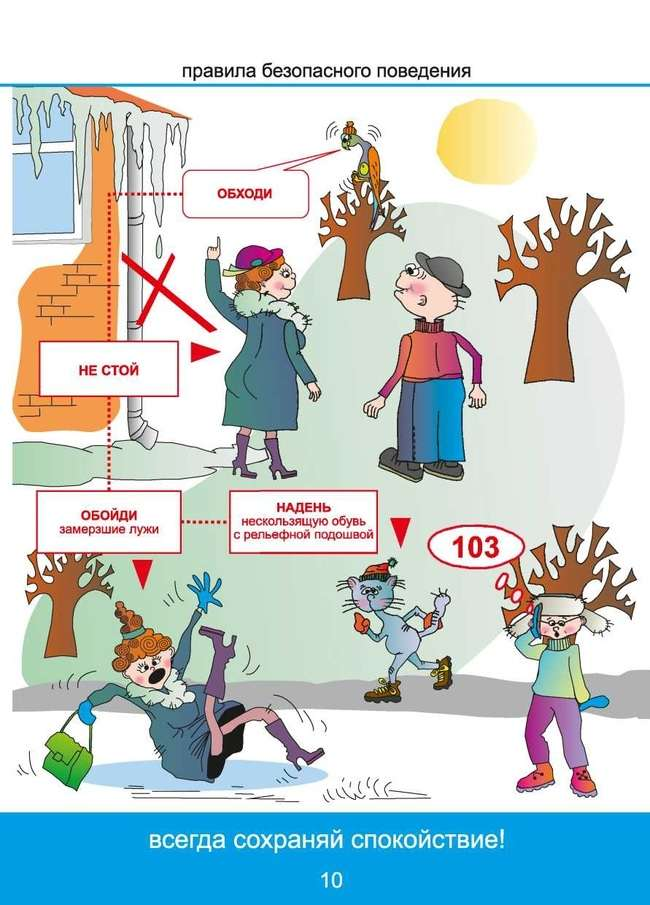 правила безопасного поведения
ОБХОДИ
НЕ СТОЙ
ОБОЙДИ
замерзшие лужи
НАДЕНЬ
нескользящую обувь
с рельефной подошвой
103
всегда сохраняй спокойствие!
10